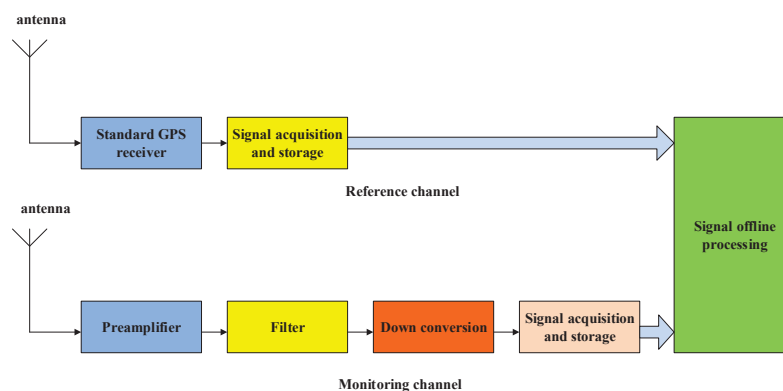 antenna
Standard GPS
receiver
Signal acquisition
and storage
Reference channel
antenna
Signal offline
processing
Preamplifier
Filter
Down conversion
Signal acquisition
and storage
Monitoring channel